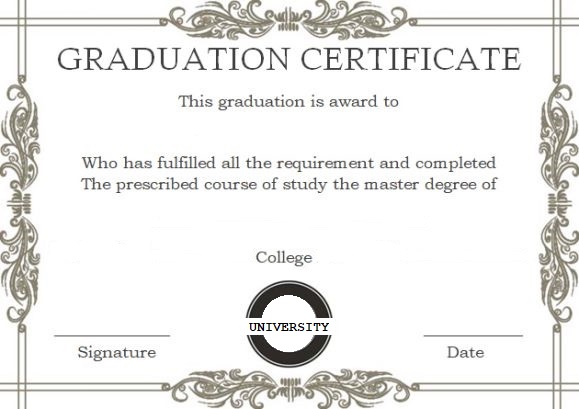 GRADUATION CERTIFICATE
This graduation is award to
Who has fulfilled all the requirement and completed
The prescribed course of study the master degree of
College
UNIVERSITY
Signature
Date